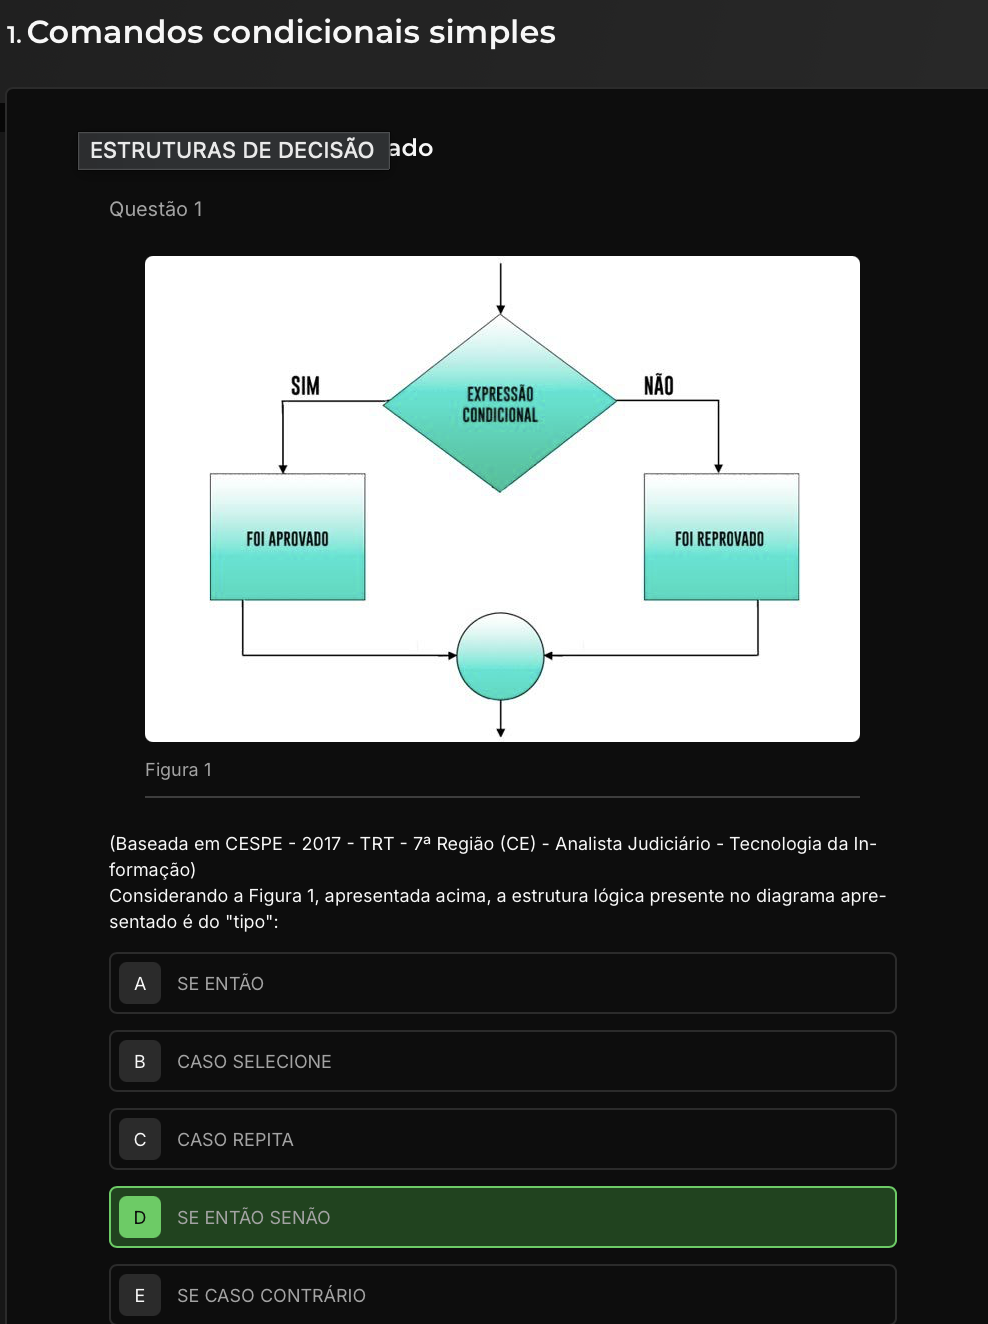 1. Comandos condicionais simples
ESTRUTURAS DE DECISÃO ado
Questão 1
SIM
NÃO
EXPRESSÃO
CONDICIONAL
FOI APROVADO
FOI REPROVADO
Figura 1
(Baseada em CESPE - 2017 - TRT - 7ª Região (CE) - Analista Judiciário - Tecnologia da In-
formação)
Considerando a Figura 1, apresentada acima, a estrutura lógica presente no diagrama apre-
sentado é do "tipo":
A SE ENTÃO
B CASO SELECIONE
C CASO REPITA
D SE ENTÃO SENÃO
E SE CASO CONTRÁRIO